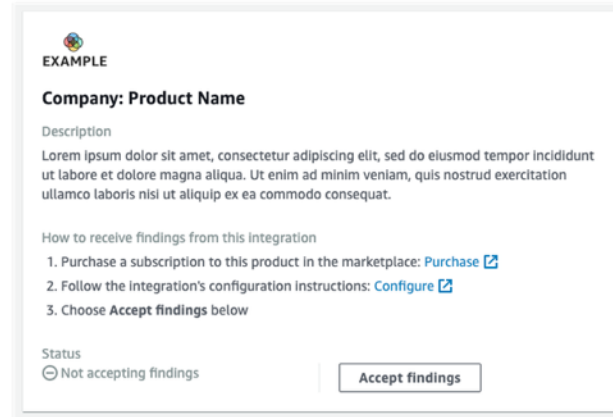 EXAMPLE
Company: Product Name
Description
Lorem ipsum dolor sit amet, consectetur adipiscing elit, sed do eiusmod tempor incididunt
ut labore et dolore magna aliqua. Ut enim ad minim veniam, quis nostrud exercitation
ullamco laboris nisi ut aliquip ex ea commodo consequat.
How to receive findings from this integration
1. Purchase a subscription to this product in the marketplace: Purchase
2. Follow the integration's configuration instructions: Configure
3. Choose Accept findings below
Status
Not accepting findings
Accept findings